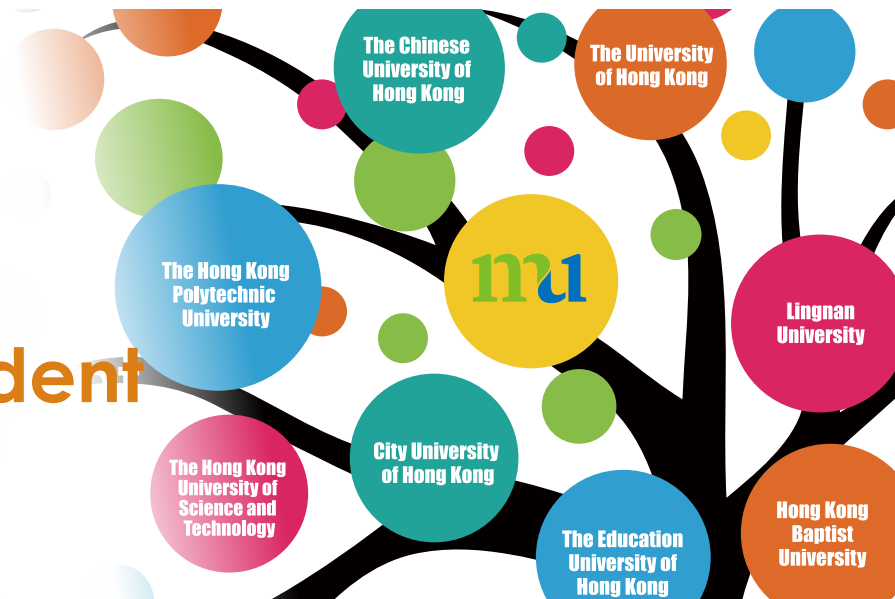 The Chinese
University of
Hong Kong
The University
of Hong Kong
The Hong Kong
Polytechnic
University
mu
Lingnan
University
dent
City University
of Hong Kong
The Hong Kong
University of
Science and
Technology
The Education
University of
Hong Kong
Hong Kong
Baptist
University